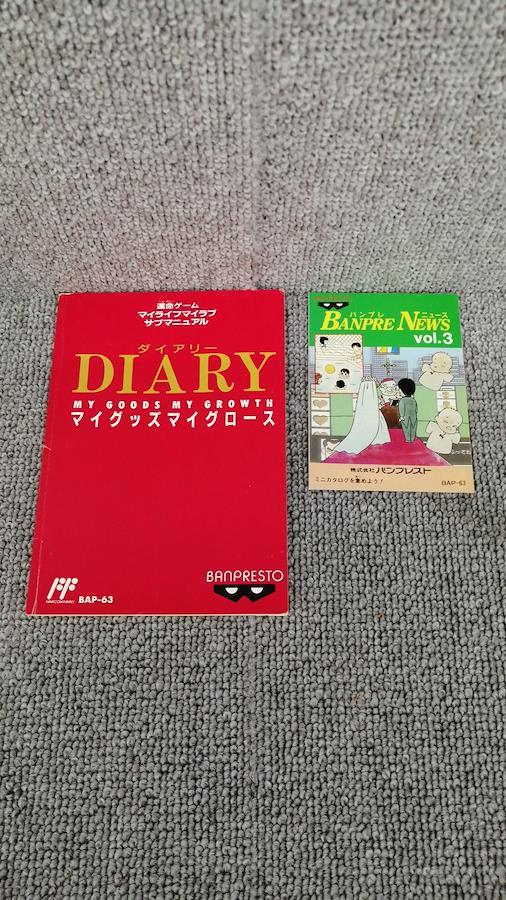 運命ゲーム
マイライフマイラブ
サブマニュアル
ダイアリー
DIARY
MY GOODS MY GROWTH
マイグッズマイグロース
BANPRESTO
BAP-63
バンプレ ニュース
BANPRE NEWS
vol.3
株式会社 バンプレスト
ミニカタログを集めよう!
BAP-63